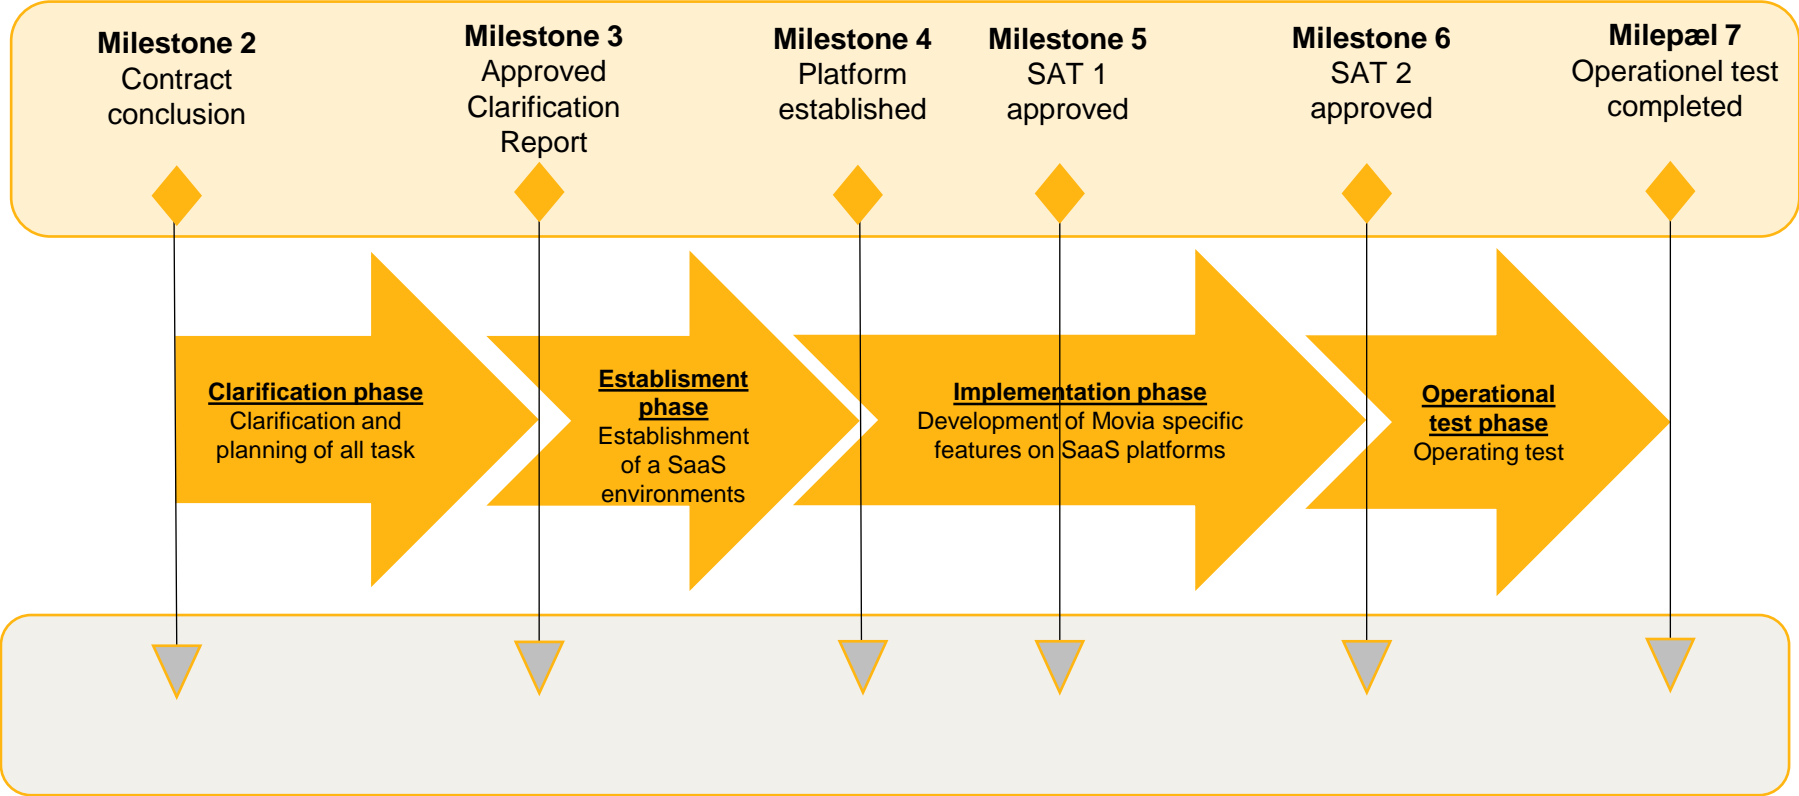 Milestone 2
Contract
conclusion
Milestone 3
Approved
Clarification
Report
Milestone 4
Platform
established
Milestone 5
SAT 1
approved
Milestone 6
SAT 2
approved
Milepæl 7
Operationel test
completed
Clarification phase
Clarification and
planning of all task
Establisment
phase
Establishment
of a SaaS
environments
Implementation phase
Development of Movia specific
features on SaaS platforms
Operational
test phase
Operating test